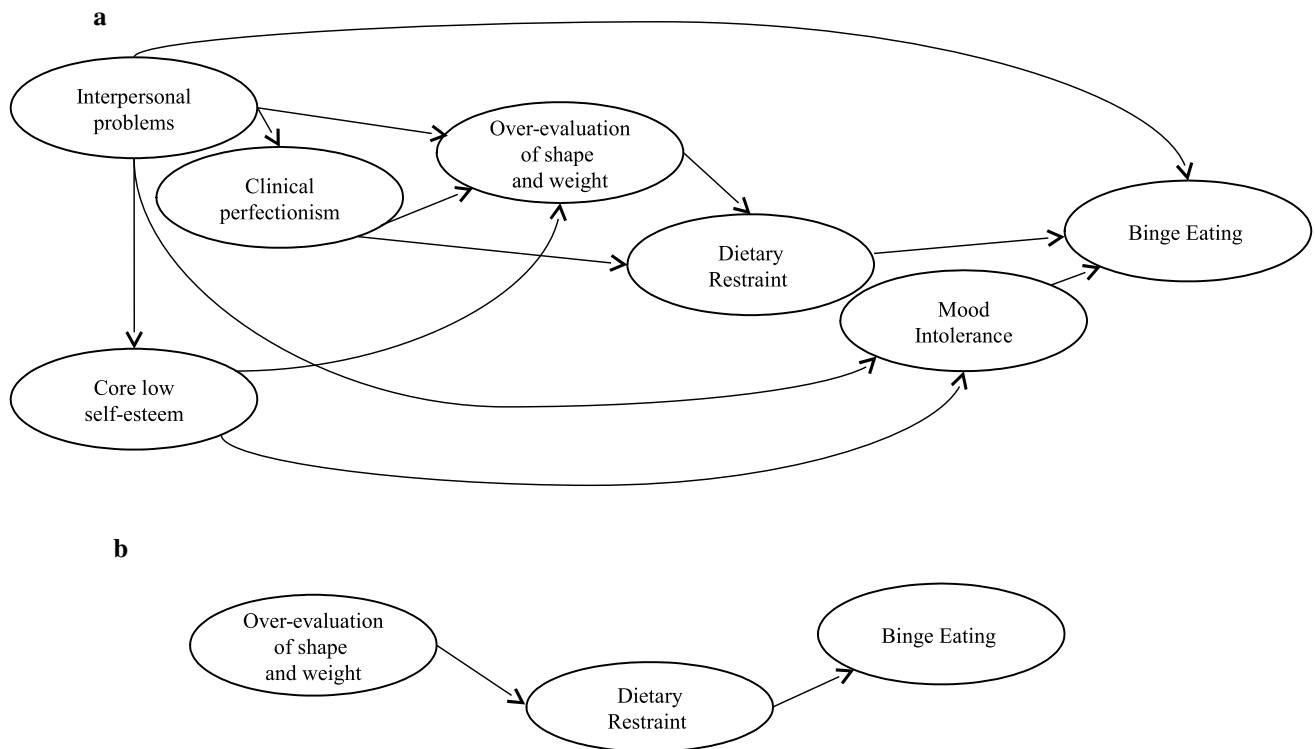 a
Interpersonal
problems
Clinical
perfectionism
Over-evaluation
of shape
and weight
Dietary
Restraint
Binge Eating
Mood
Intolerance
Core low
self-esteem
b
Over-evaluation
of shape
and weight
Dietary
Restraint
Binge Eating